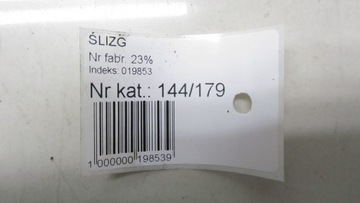 ŚLIZG
Nr fabr. 23%
Indeks: 019853
Nr kat.: 144/179
1 000000 198539